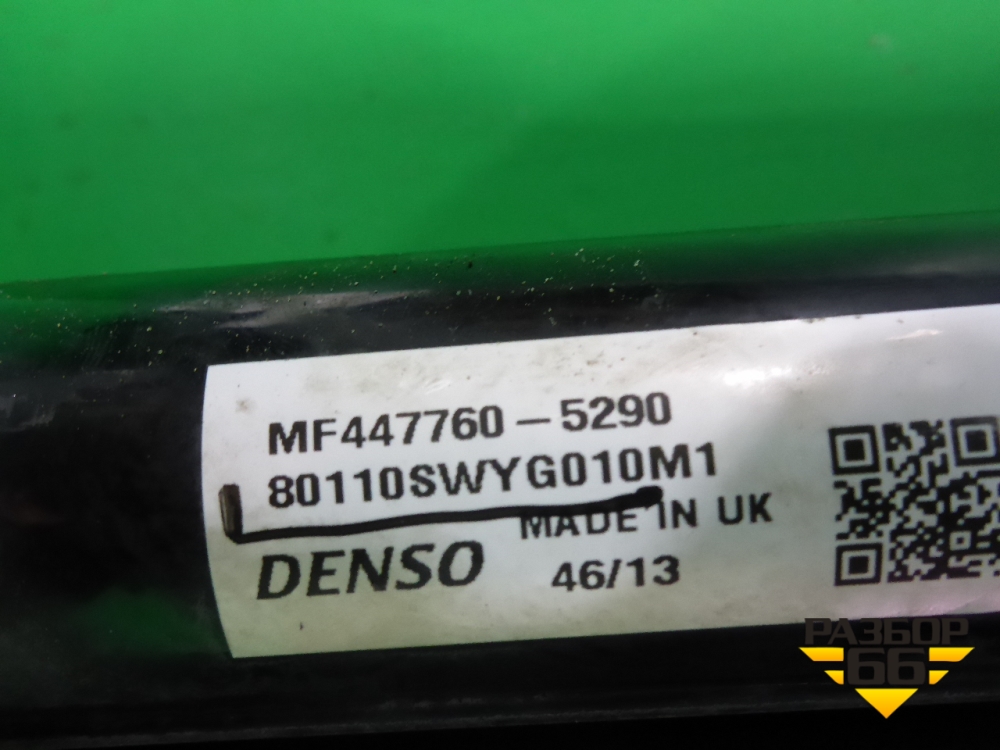 MF447760-5290
80110SWYG010M1
MADE IN UK
DENSO
46/13
РАЗБОР
66